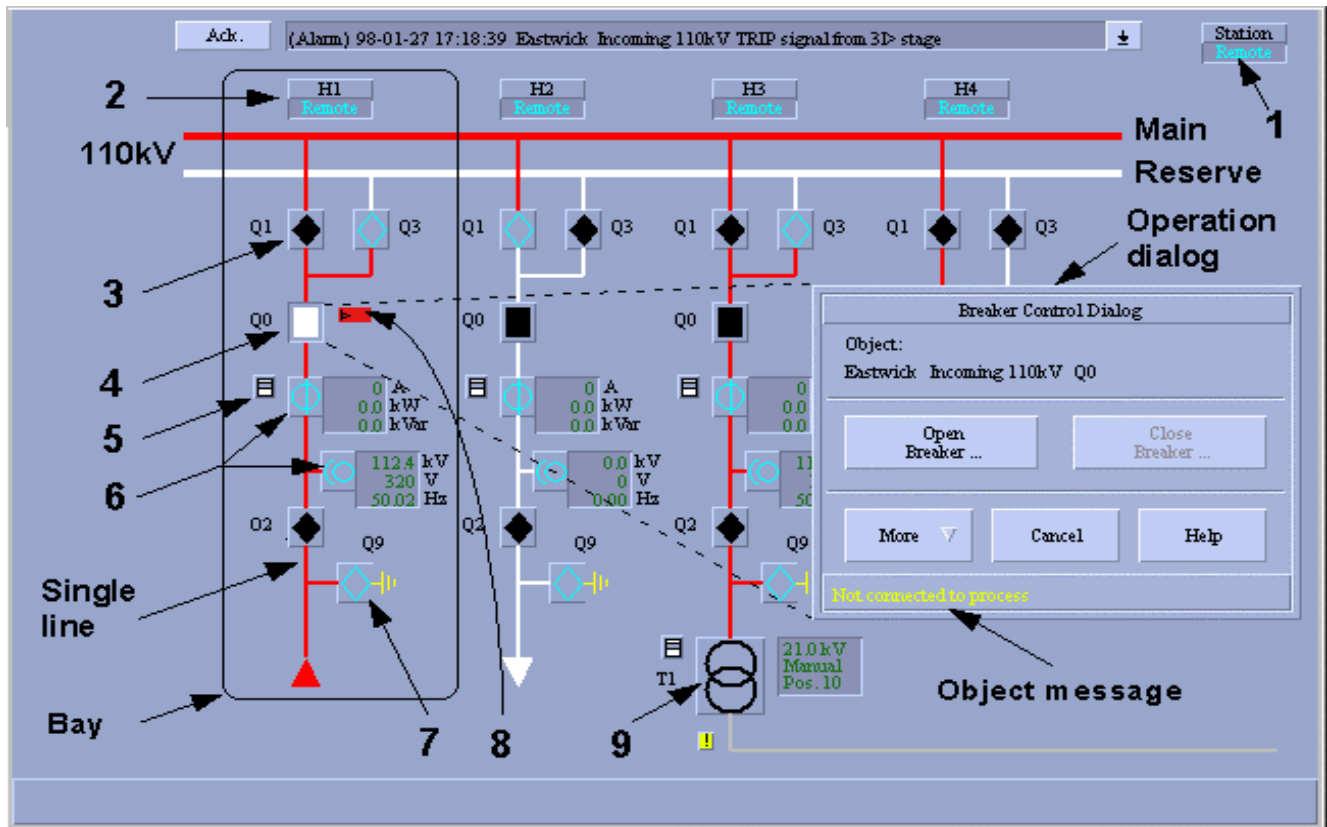 Ack.
(Alarm) 98-01-27 17:18:39 Eastwick Incoming 110kV TRIP signal from 3I> stage
Station
Remote
1
2
H1
Remote
H2
Remote
H3
Remote
H4
Remote
Main
110kV
Reserve
Q1
Q3
Q1
Q3
Q1
Q3
Q1
Q3
Operation
dialog
3
Q0
Q0
Q0
4
Breaker Control Dialog
Object:
Eastwick Incoming 110kV Q0
Open
Breaker ...
Close
Breaker ...
More
Cancel
Help
Not connected to process
5
0 A
0.0 kW
0.0 kVar
0 A
0.0 kW
0.0 kVar
0
0.0
0.0
6
112.4 kV
320 V
50.02 Hz
0.0 kV
0 V
0.00 Hz
Q2
Q9
Q2
Q9
Q2
Q9
Single
line
21.0 kV
Manual
Pos. 10
T1
Object message
Bay
7
8
9
!